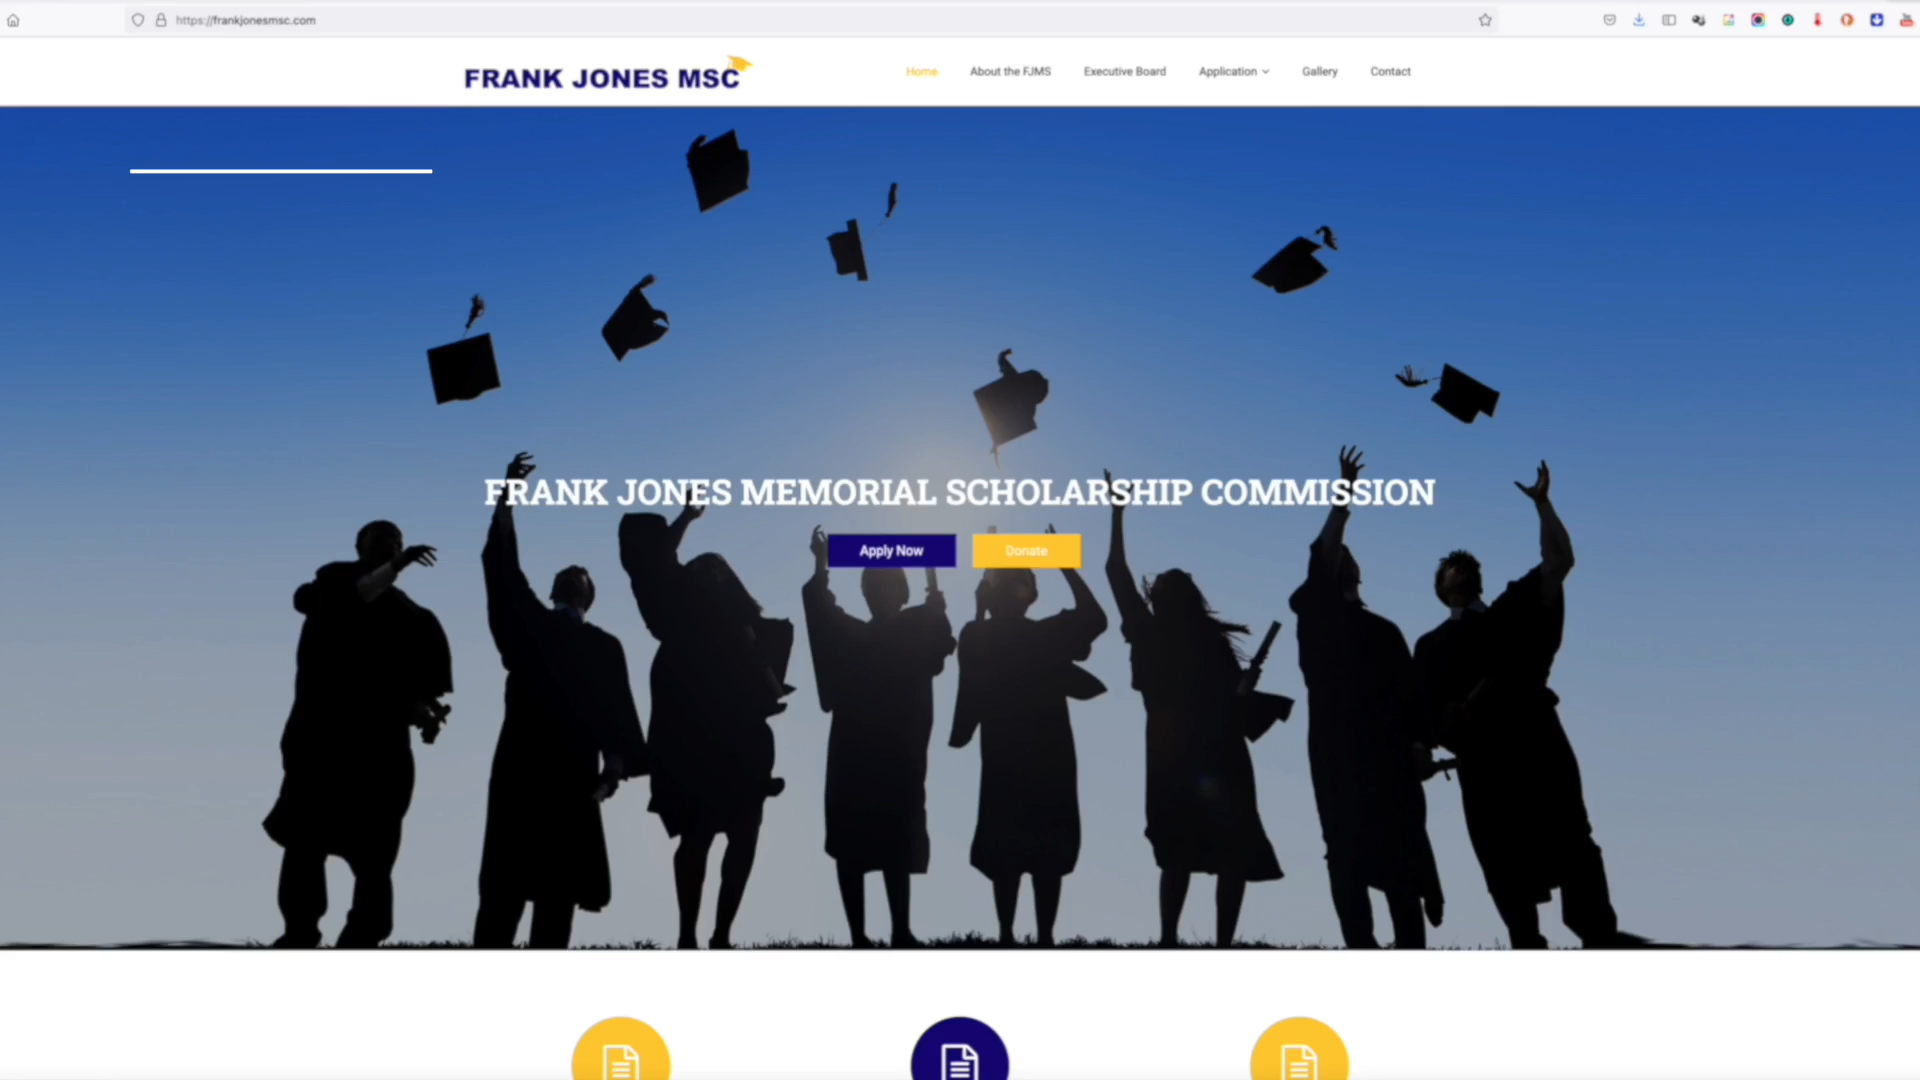 https://frankjonesmsc.com
FRANK JONES MSC
Home
About the FJMS
Executive Board
Application
Gallery
Contact
FRANK JONES MEMORIAL SCHOLARSHIP COMMISSION
Apply Now
Donate